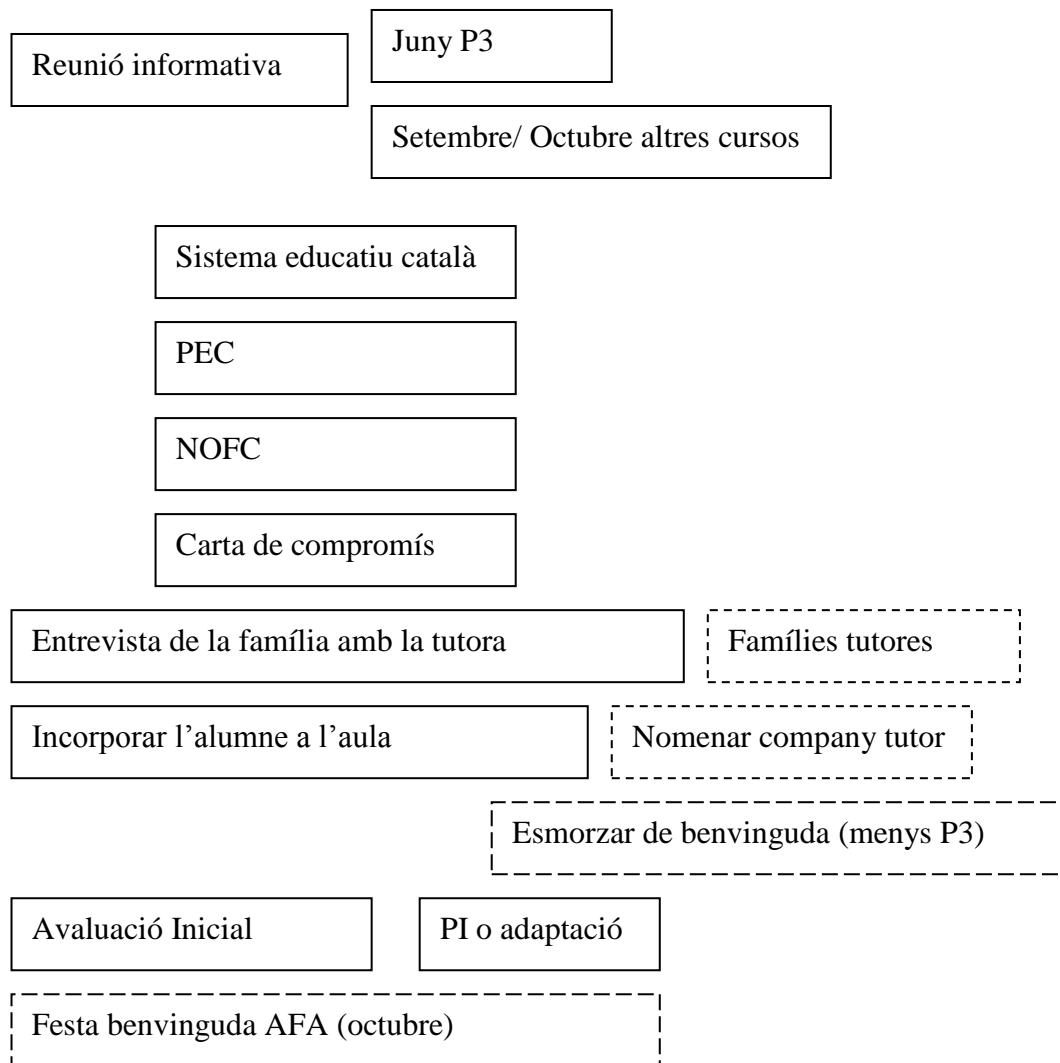 Reunió informativa
Juny P3
Setembre/ Octubre altres cursos
Sistema educatiu català
PEC
NOFC
Carta de compromís
Entrevista de la família amb la tutora
Famílies tutores
Incorporar l’alumne a l’aula
Nomenar company tutor
Esmorzar de benvinguda (menys P3)
Avaluació Inicial
PI o adaptació
Festa benvinguda AFA (octubre)